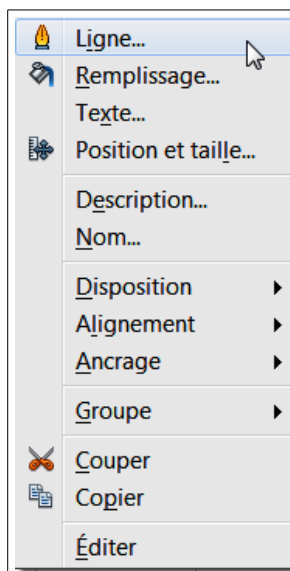 Ligne...
Remplissage...
Texte...
Position et taille...
Description...
Nom...
Disposition
Alignement
Ancrage
Groupe
Couper
Copier
Éditer